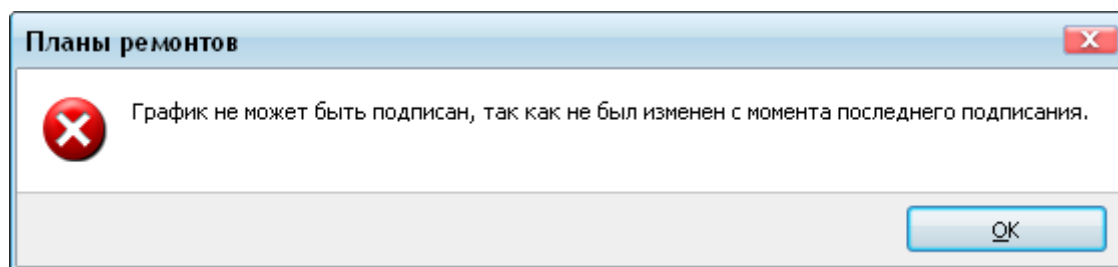 Планы ремонтов
График не может быть подписан, так как не был изменен с момента последнего подписания.
OK